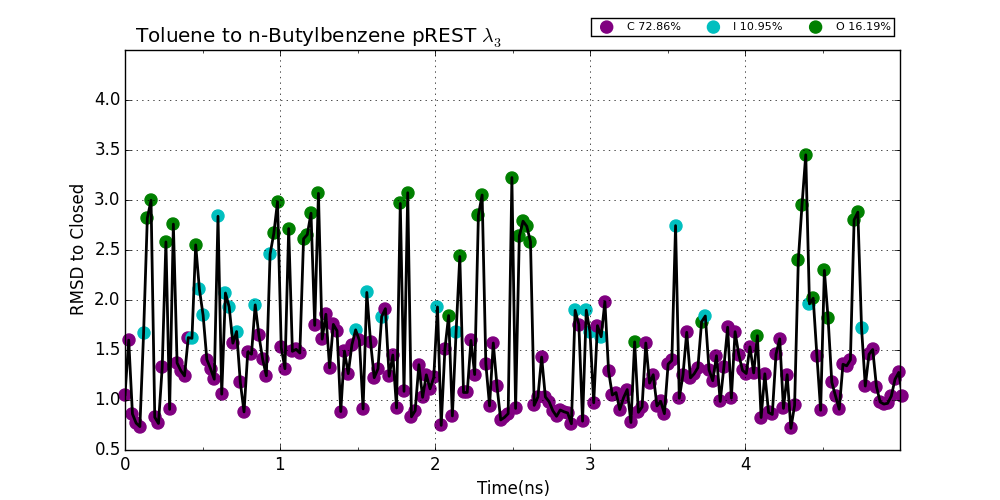 Toluene to n-Butylbenzene pREST λ₃
C 72.86% I 10.95% O 16.19%
4.0
3.5
3.0
2.5
2.0
1.5
1.0
0.5
RMSD to Closed
0 1 2 3 4
Time(ns)